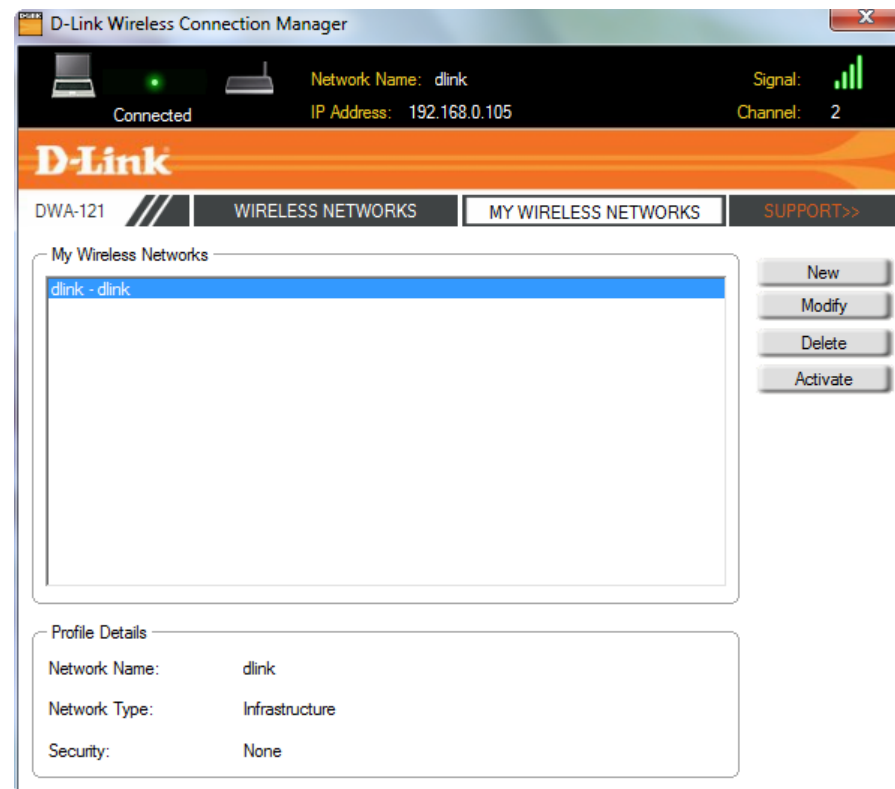 D-Link Wireless Connection Manager
Network Name: dlink Signal:
Connected IP Address: 192.168.0.105 Channel: 2
D-Link
DWA-121 WIRELESS NETWORKS MY WIRELESS NETWORKS SUPPORT>>
My Wireless Networks
New
dlink - dlink
Modify
Delete
Activate
Profile Details
Network Name: dlink
Network Type: Infrastructure
Security: None